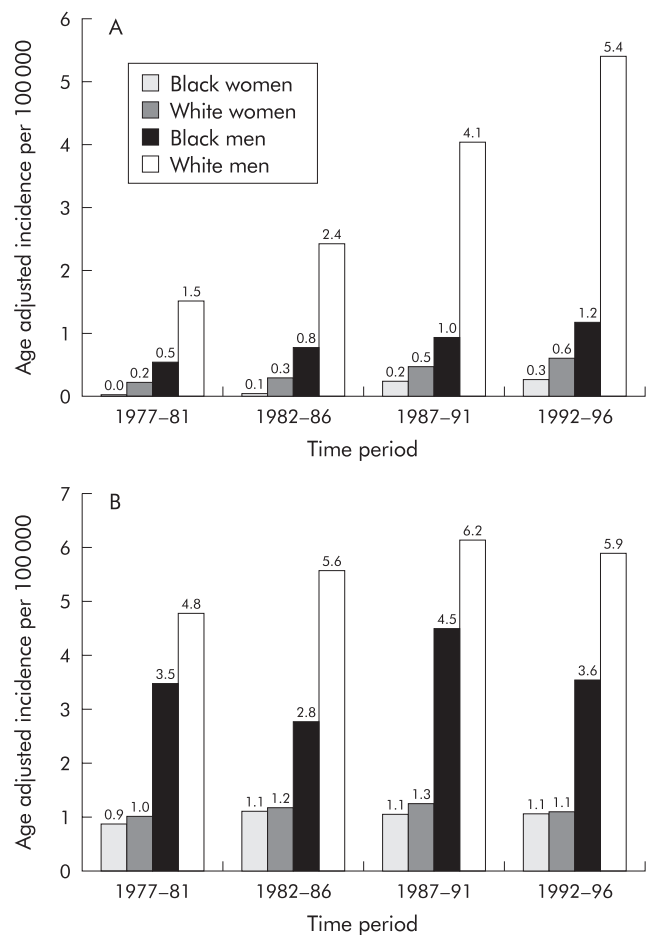 A
Age adjusted incidence per 100 000
6
5
4
3
2
1
0
Black women
White women
Black men
White men
0.0 0.2 0.5 1.5
0.1 0.3 0.8 2.4
0.2 0.5 1.0 4.1
0.3 0.6 1.2 5.4
1977–81 1982–86 1987–91 1992–96
Time period
B
Age adjusted incidence per 100 000
7
6
5
4
3
2
1
0
0.9 1.0 3.5 4.8
1.1 1.2 2.8 5.6
1.1 1.3 4.5 6.2
1.1 1.1 3.6 5.9
1977–81 1982–86 1987–91 1992–96
Time period